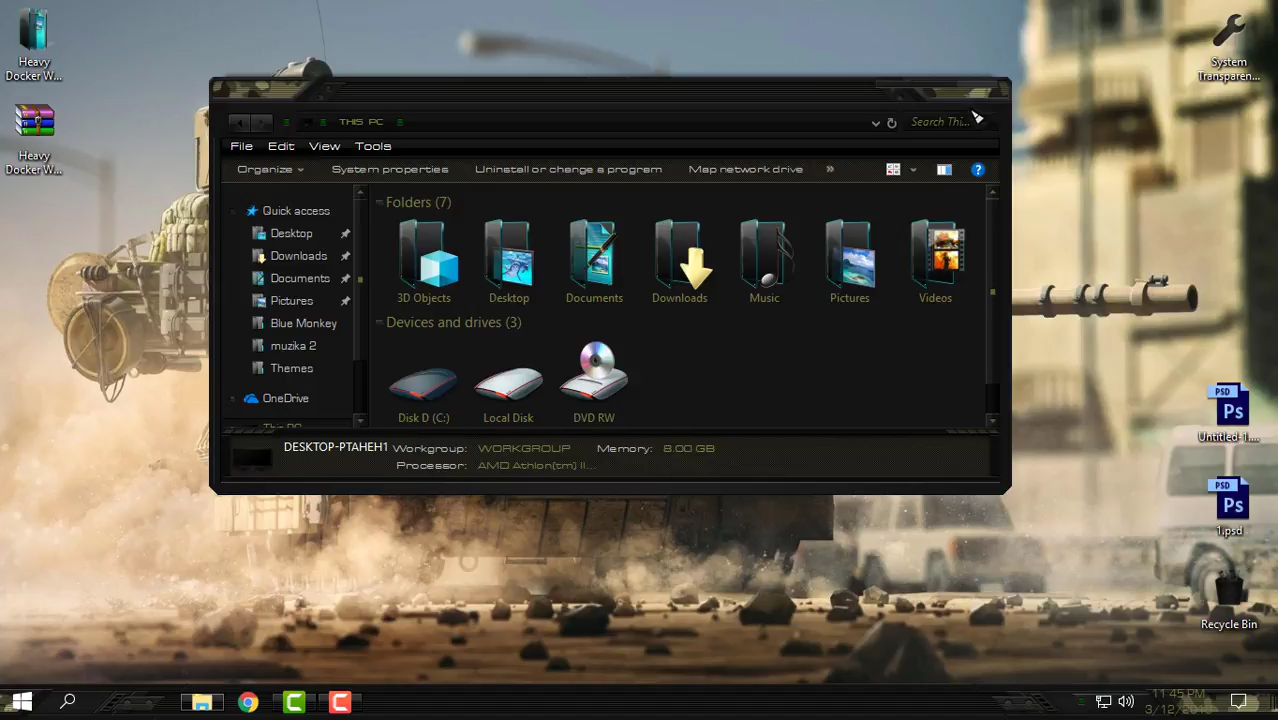 Heavy
Docker W...
Heavy
Docker W...
System
Transparen...
THIS PC
Search Thi...
File Edit View Tools
Organize System properties Uninstall or change a program Map network drive »
Quick access
Desktop
Downloads
Documents
Pictures
Blue Monkey
muzika 2
Themes
OneDrive
Folders (7)
3D Objects Desktop Documents Downloads Music Pictures Videos
Devices and drives (3)
Disk D (C:) Local Disk DVD RW
DESKTOP-PTAHEH1 Workgroup: WORKGROUP Memory: 8.00 GB
Processor: AMD Athlon(tm) II...
PSD
Ps
Untitled-1....
PSD
Ps
1.psd
Recycle Bin
11:45 PM